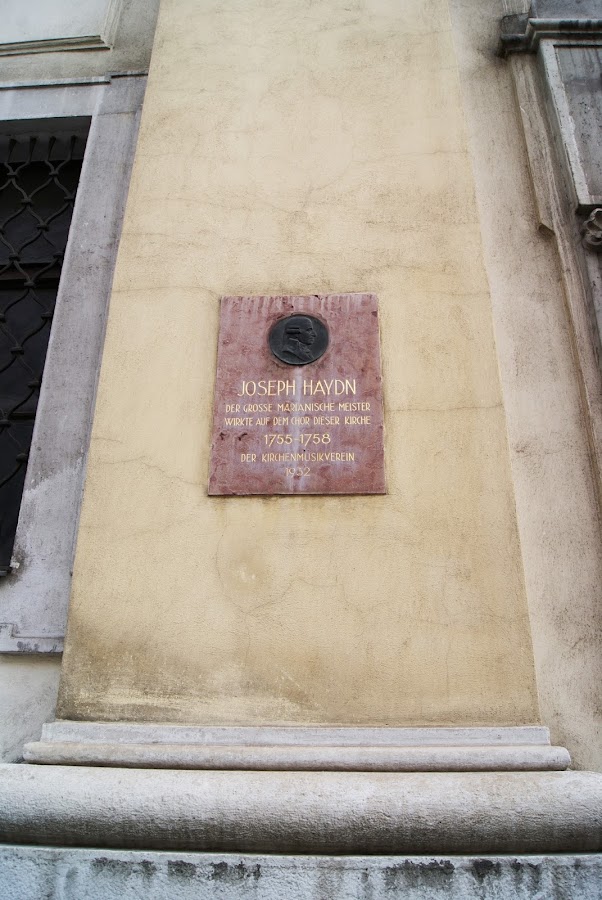 JOSEPH HAYDN
DER GROSSE MARIANISCHE MEISTER
WIRKTE AUF DEM CHOR DIESER KIRCHE
1755-1758
DER KIRCHENMUSIKVEREIN
1932